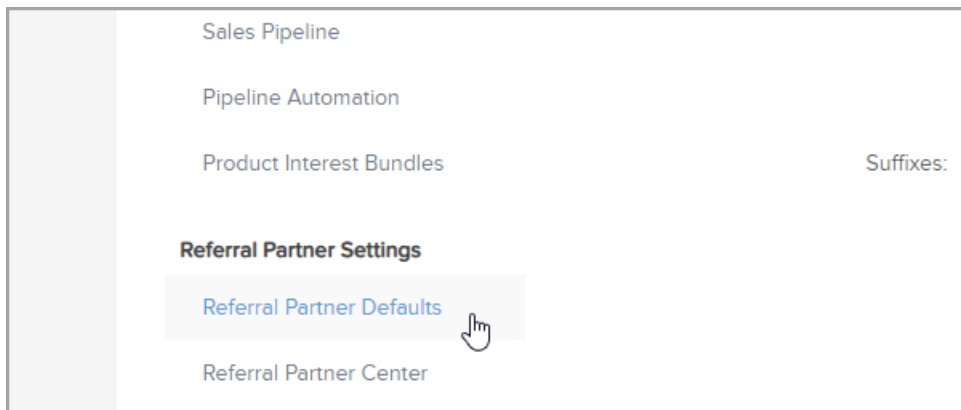 Sales Pipeline
Pipeline Automation
Product Interest Bundles
Suffixes:
Referral Partner Settings
Referral Partner Defaults
Referral Partner Center